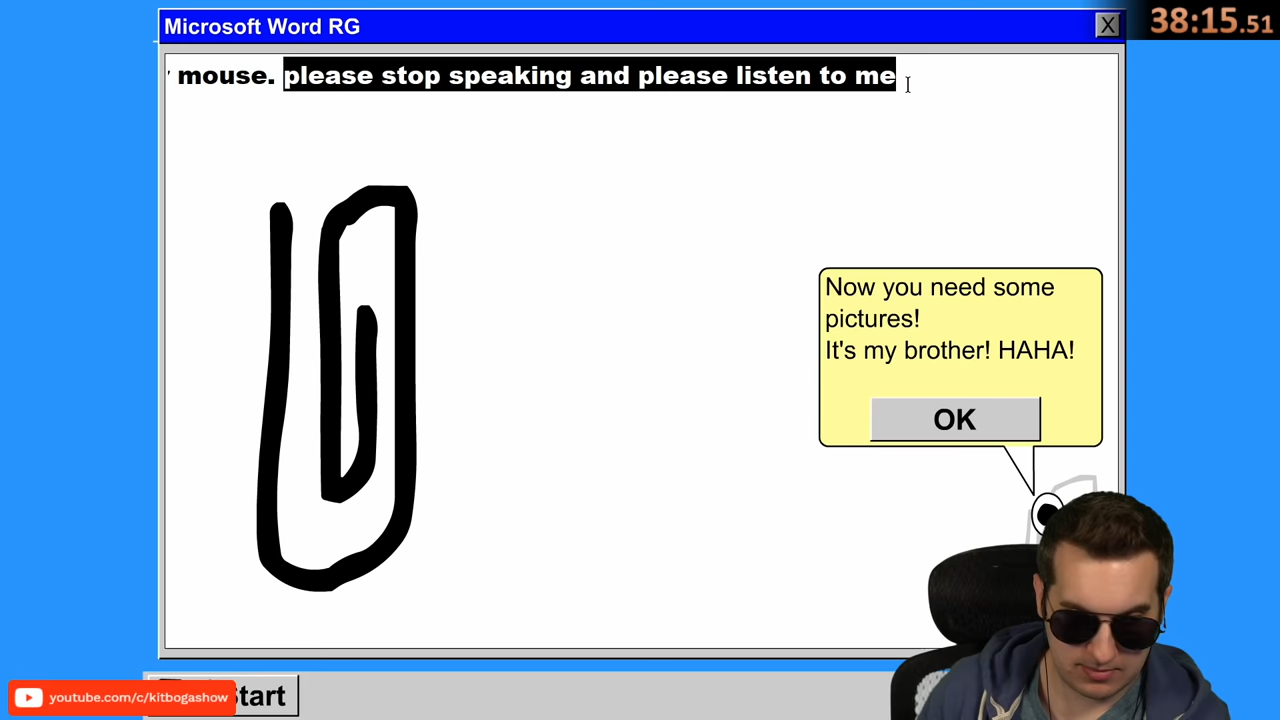 Microsoft Word RG
X
38:15.51
mouse. please stop speaking and please listen to me
Now you need some
pictures!
It's my brother! HAHA!
OK
youtube.com/c/kitbogashow
tart